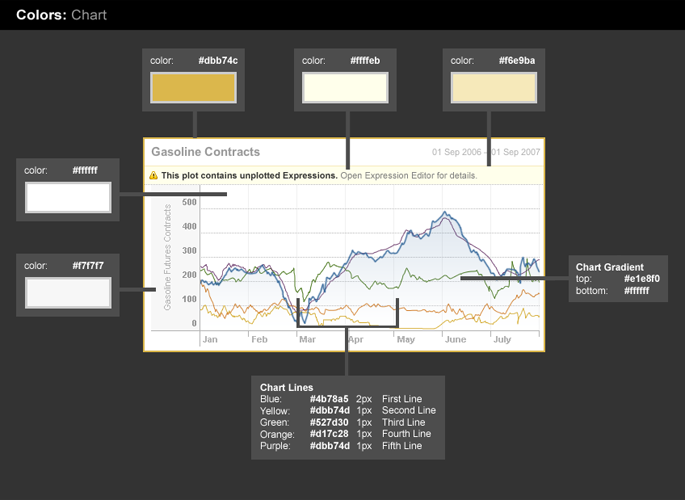 Colors: Chart
color: #dbb74c
color: #ffffeb
color: #f6e9ba
Gasoline Contracts
01 Sep 2006 - 01 Sep 2007
This plot contains unplotted Expressions. Open Expression Editor for details.
color: #ffffff
color: #f7f7f7
Gasoline Futures Contracts
500
400
300
200
100
0
Jan Feb Mar Apr May June July
Chart Gradient
top: #e1e8f0
bottom: #ffffff
Chart Lines
Blue: #4b78a5 2px First Line
Yellow: #dbb74d 1px Second Line
Green: #527d30 1px Third Line
Orange: #d17c28 1px Fourth Line
Purple: #dbb74d 1px Fifth Line